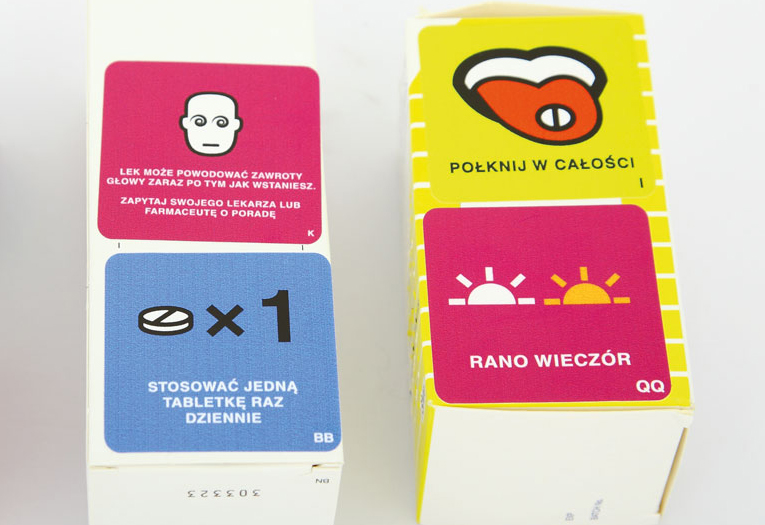 LEK MOŻE POWODOWAĆ ZAWROTY
GŁOWY ZARAZ PO TYM JAK WSTANIESZ.
ZAPYTAJ SWOJEGO LEKARZA LUB
FARMACEUTĘ O PORADĘ
K
x 1
STOSOWAĆ JEDNĄ
TABLETKĘ RAZ
DZIENNIE
BB
BN
303323
POŁKNIJ W CAŁOŚCI
I
RANO WIECZÓR
QQ